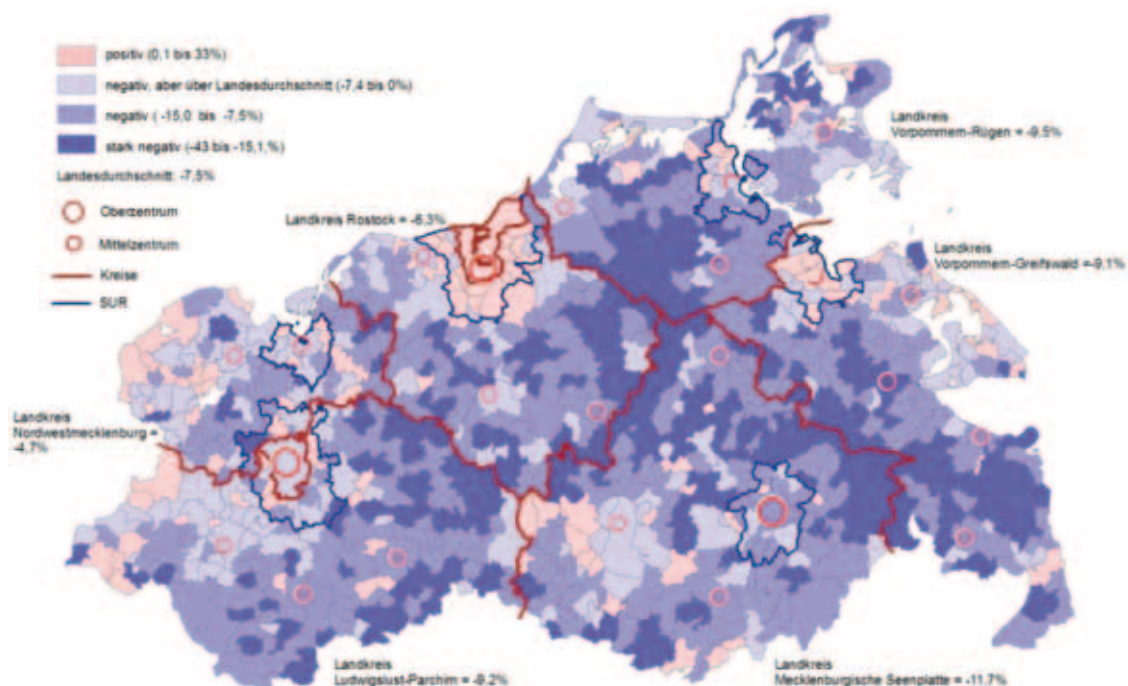 positiv (0,1 bis 33%)
negativ, aber über Landesdurchschnitt (-7,4 bis 0%)
negativ ( -15,0 bis -7,5%)
stark negativ (-43 bis -15,1,%)
Landesdurchschnitt: -7,5%
Oberzentrum
Mittelzentrum
Kreise
SUR
Landkreis
Vorpommern-Rügen = -9,5%
Landkreis Rostock = -6,3%
Landkreis
Vorpommern-Greifswald =-9,1%
Landkreis
Nordwestmecklenburg =
-4,7%
Landkreis
Ludwigslust-Parchim = -9,2%
Landkreis
Mecklenburgische Seenplatte = -11,7%